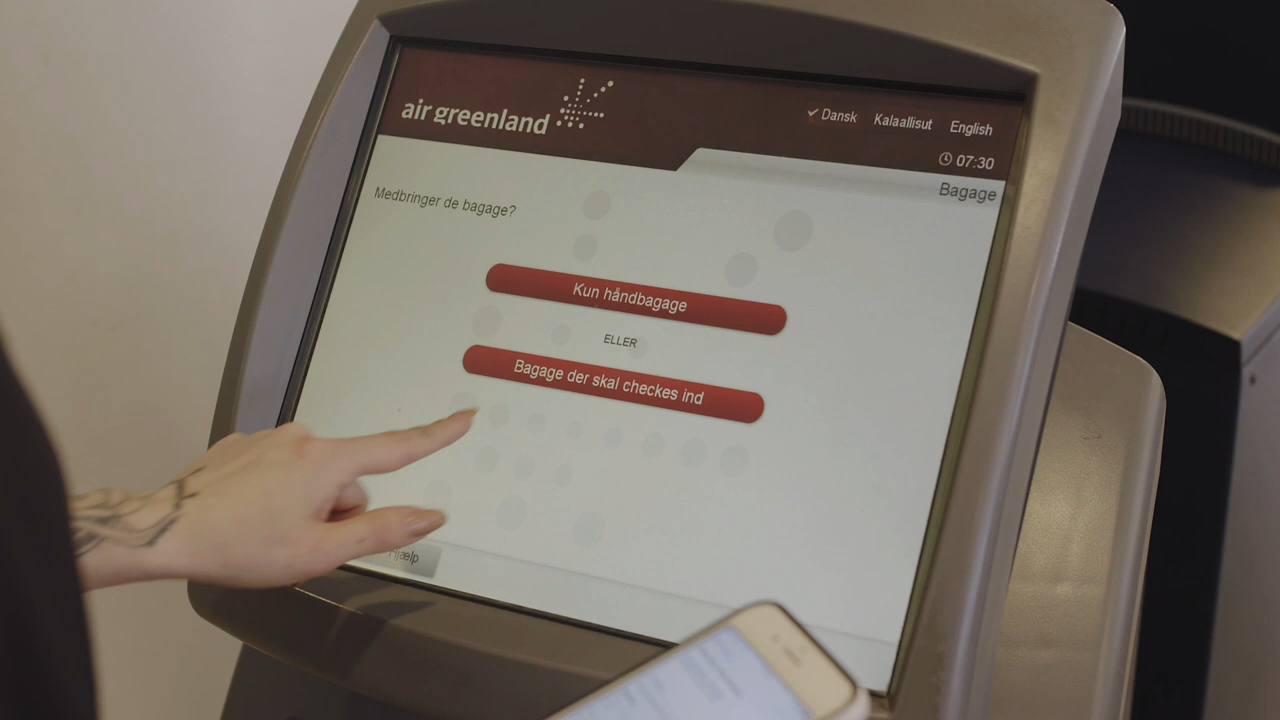 air greenland
✓ Dansk Kalaallisut English
07:30
Bagage
Medbringer de bagage?
Kun håndbagage
ELLER
Bagage der skal checkes ind
Hjælp